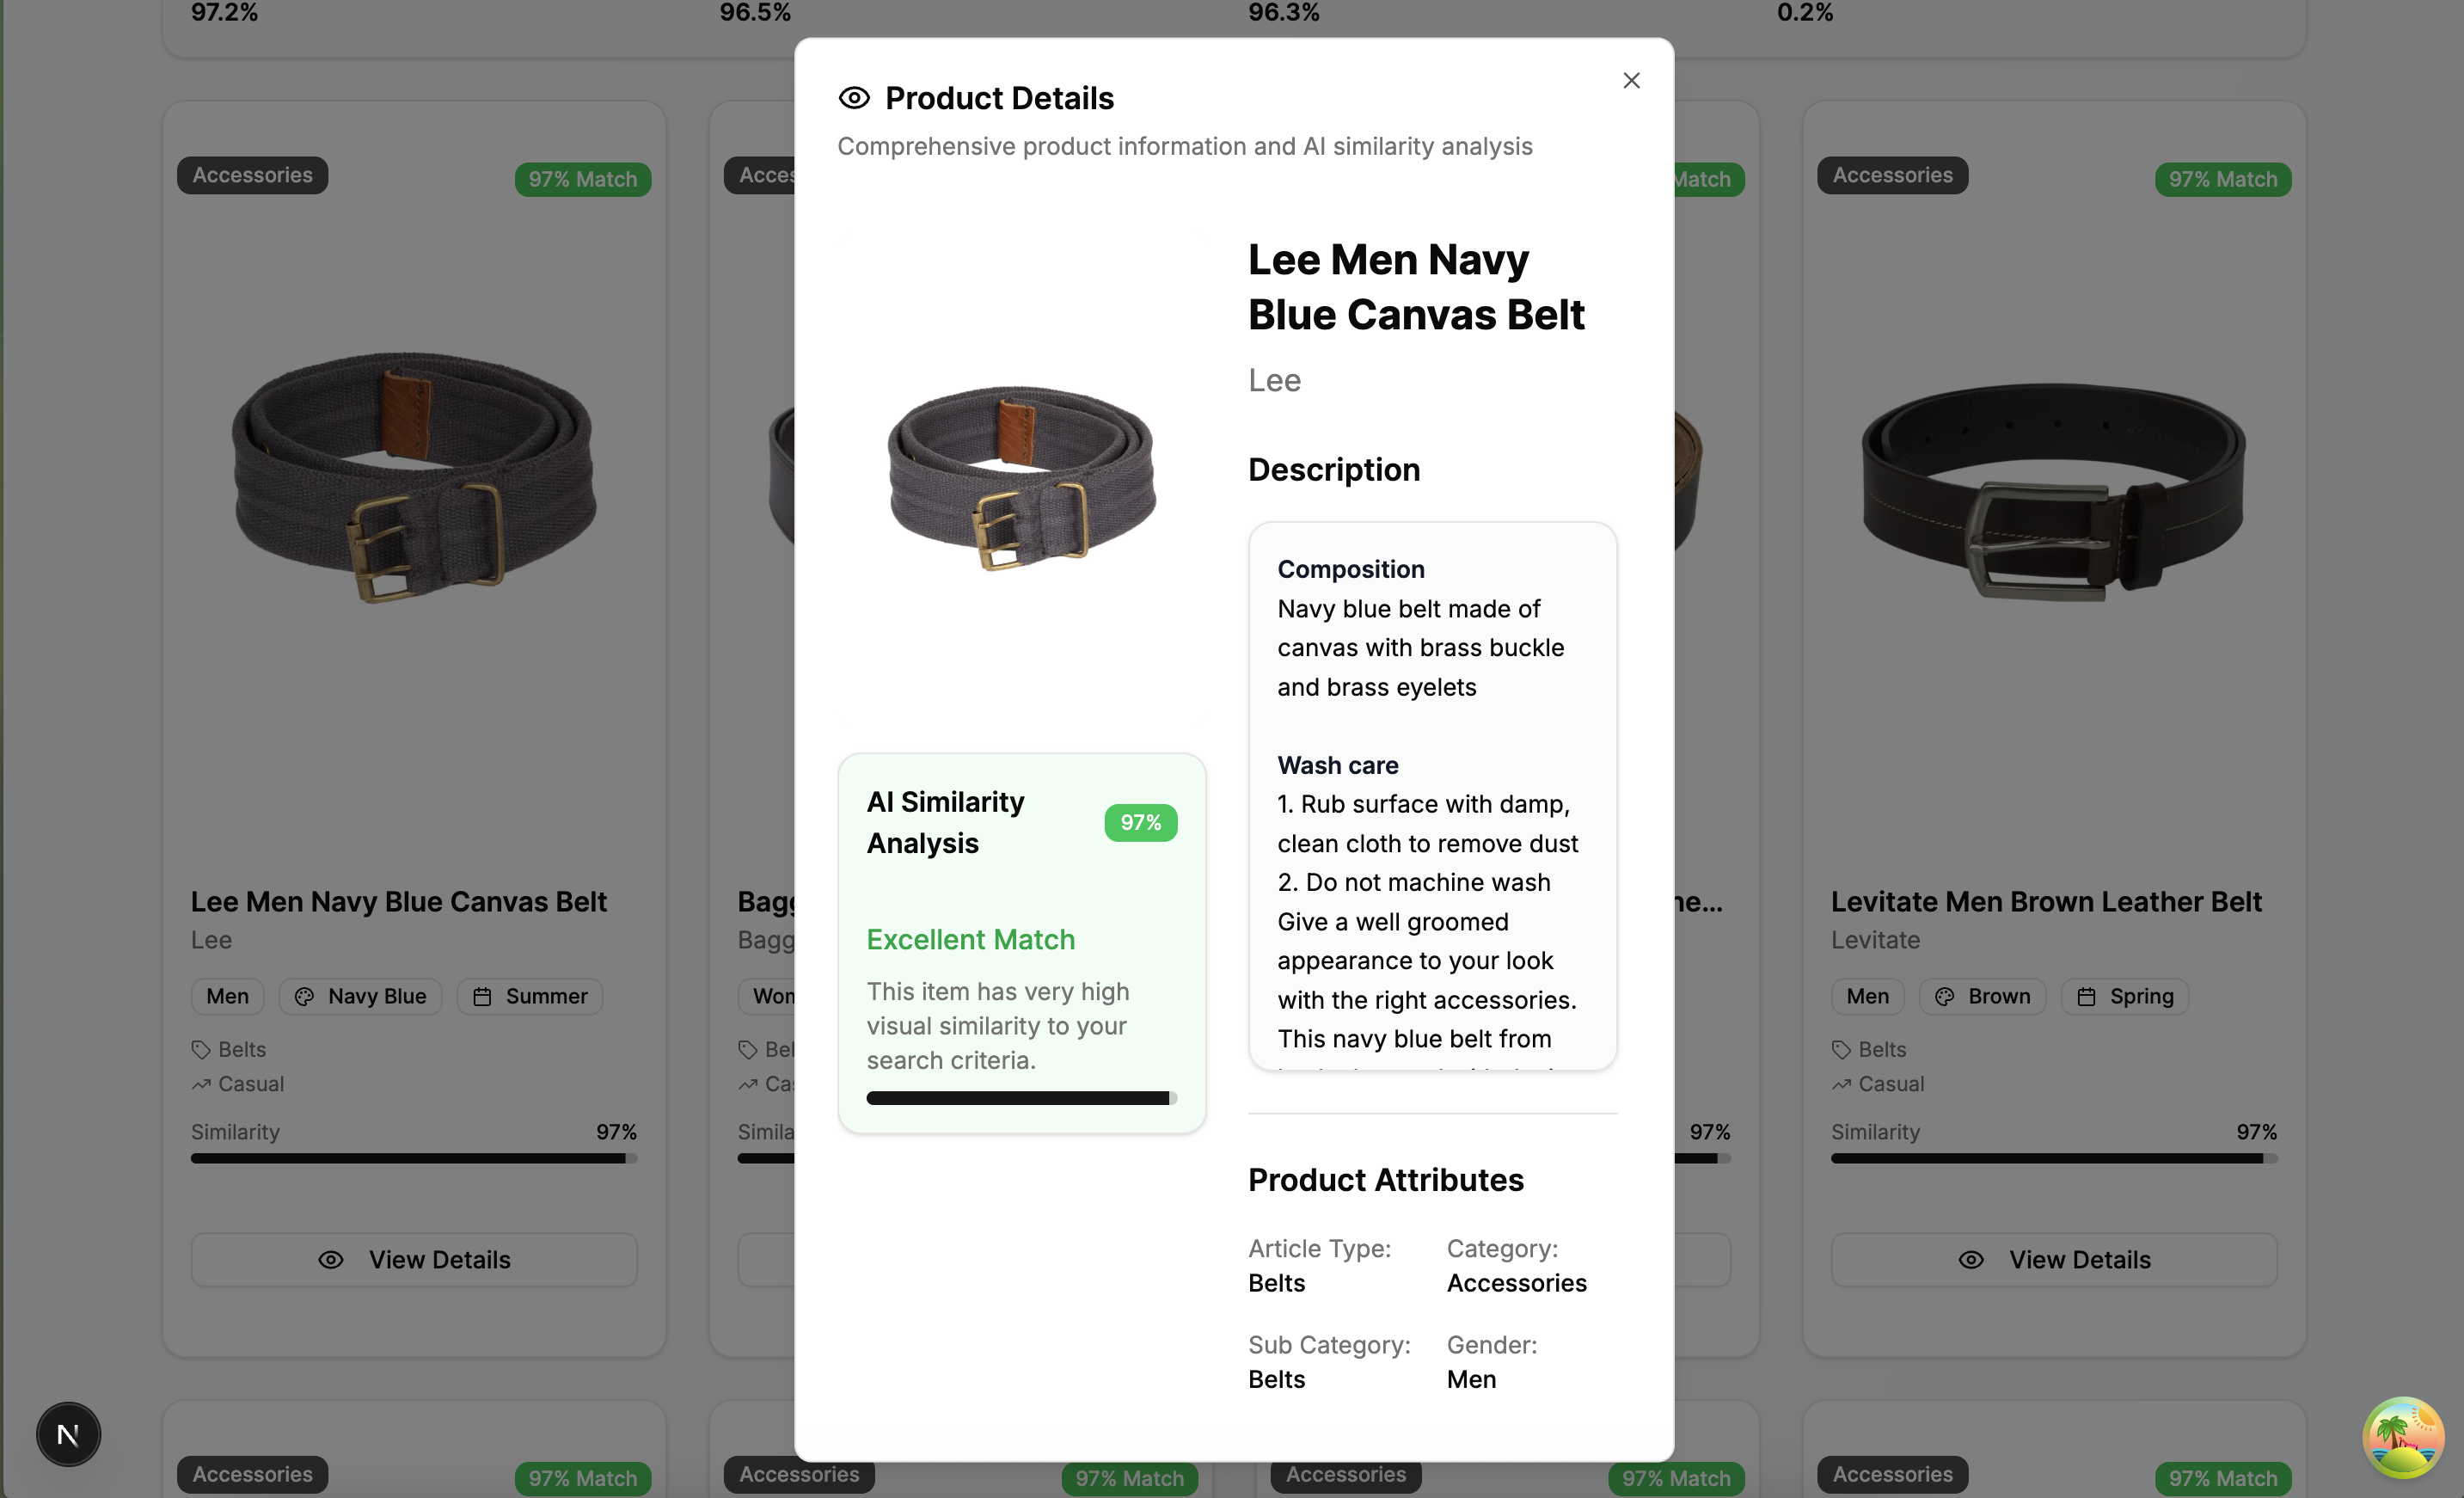 97.2%
96.5%
96.3%
0.2%
Product Details
Comprehensive product information and AI similarity analysis
Accessories
97% Match
Match
Accessories
97% Match
Lee Men Navy
Blue Canvas Belt
Lee
Description
Composition
Navy blue belt made of
canvas with brass buckle
and brass eyelets
Wash care
1. Rub surface with damp,
clean cloth to remove dust
2. Do not machine wash
Give a well groomed
appearance to your look
with the right accessories.
This navy blue belt from
AI Similarity
Analysis
97%
Excellent Match
This item has very high
visual similarity to your
search criteria.
Product Attributes
Article Type:
Belts
Category:
Accessories
Sub Category:
Belts
Gender:
Men
Lee Men Navy Blue Canvas Belt
Lee
Men
Navy Blue
Summer
Belts
Casual
Similarity
97%
View Details
97%
Levitate Men Brown Leather Belt
Levitate
Men
Brown
Spring
Belts
Casual
Similarity
97%
View Details
N
Accessories
97% Match
Accessories
97% Match
Accessories
97% Match
Accessories
97% Match